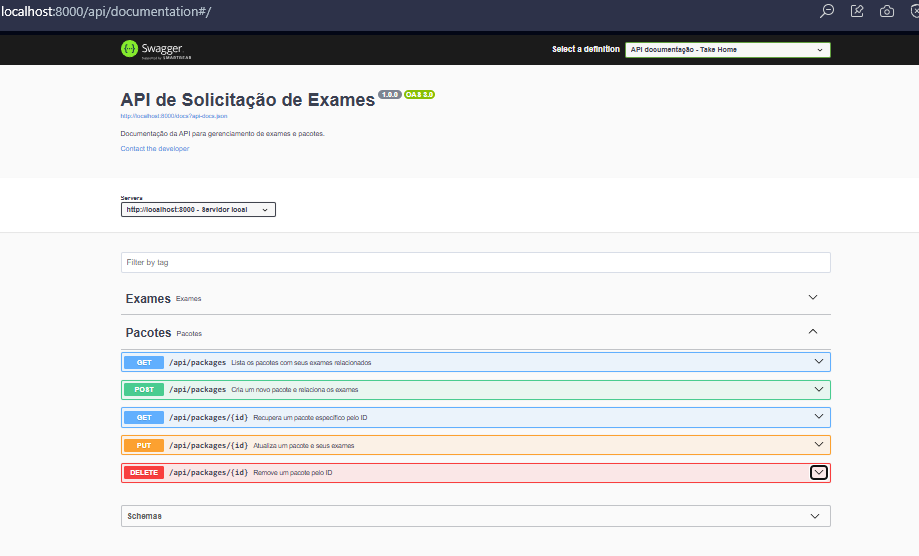 localhost:8000/api/documentation#/
Swagger.
Supported by SMARTBEAR
Select a definition
API documentação - Take Home
API de Solicitação de Exames 1.0.0 OAS 3.0
http://localhost:8000/docs?api-docs.json
Documentação da API para gerenciamento de exames e pacotes.
Contact the developer
Servers
http://localhost:8000 - Servidor local
Filter by tag
Exames Exames
Pacotes Pacotes
GET /api/packages Lista os pacotes com seus exames relacionados
POST /api/packages Cria um novo pacote e relaciona os exames
GET /api/packages/{id} Recupera um pacote específico pelo ID
PUT /api/packages/{id} Atualiza um pacote e seus exames
DELETE /api/packages/{id} Remove um pacote pelo ID
Schemas